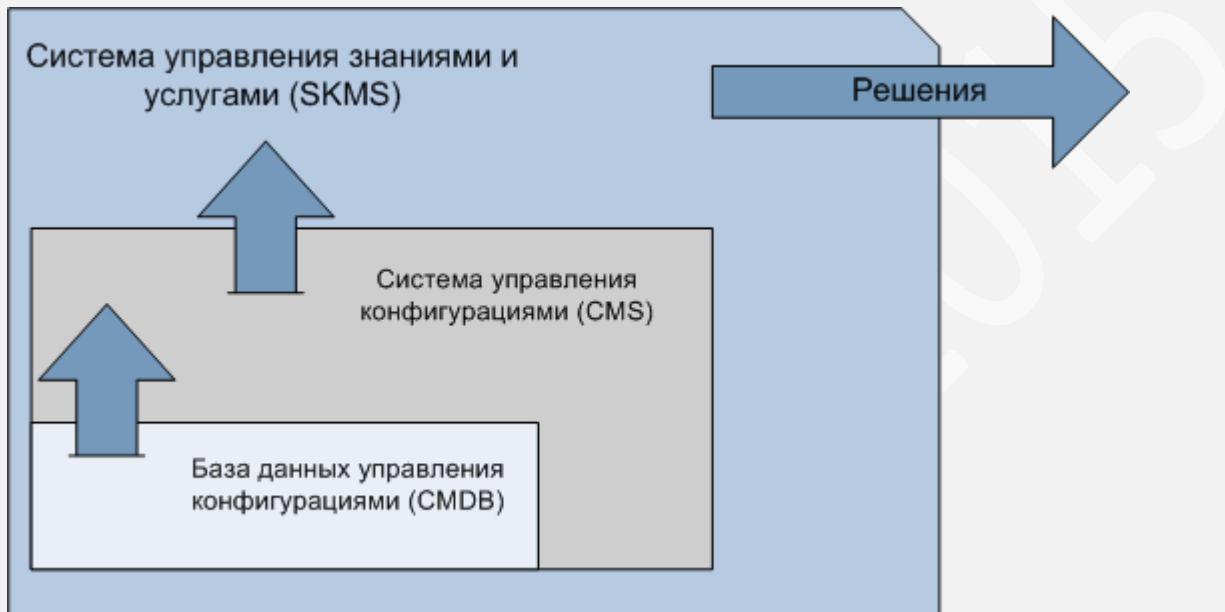 Система управления знаниями и
услугами (SKMS)
Решения
Система управления
конфигурациями (CMS)
База данных управления
конфигурациями (CMDB)